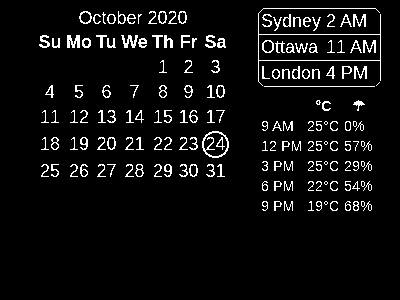 October 2020
Su Mo Tu We Th Fr Sa
1 2 3
4 5 6 7 8 9 10
11 12 13 14 15 16 17
18 19 20 21 22 23 24
25 26 27 28 29 30 31
Sydney 2 AM
Ottawa 11 AM
London 4 PM
°C ☂
9 AM 25°C 0%
12 PM 25°C 57%
3 PM 25°C 29%
6 PM 22°C 54%
9 PM 19°C 68%